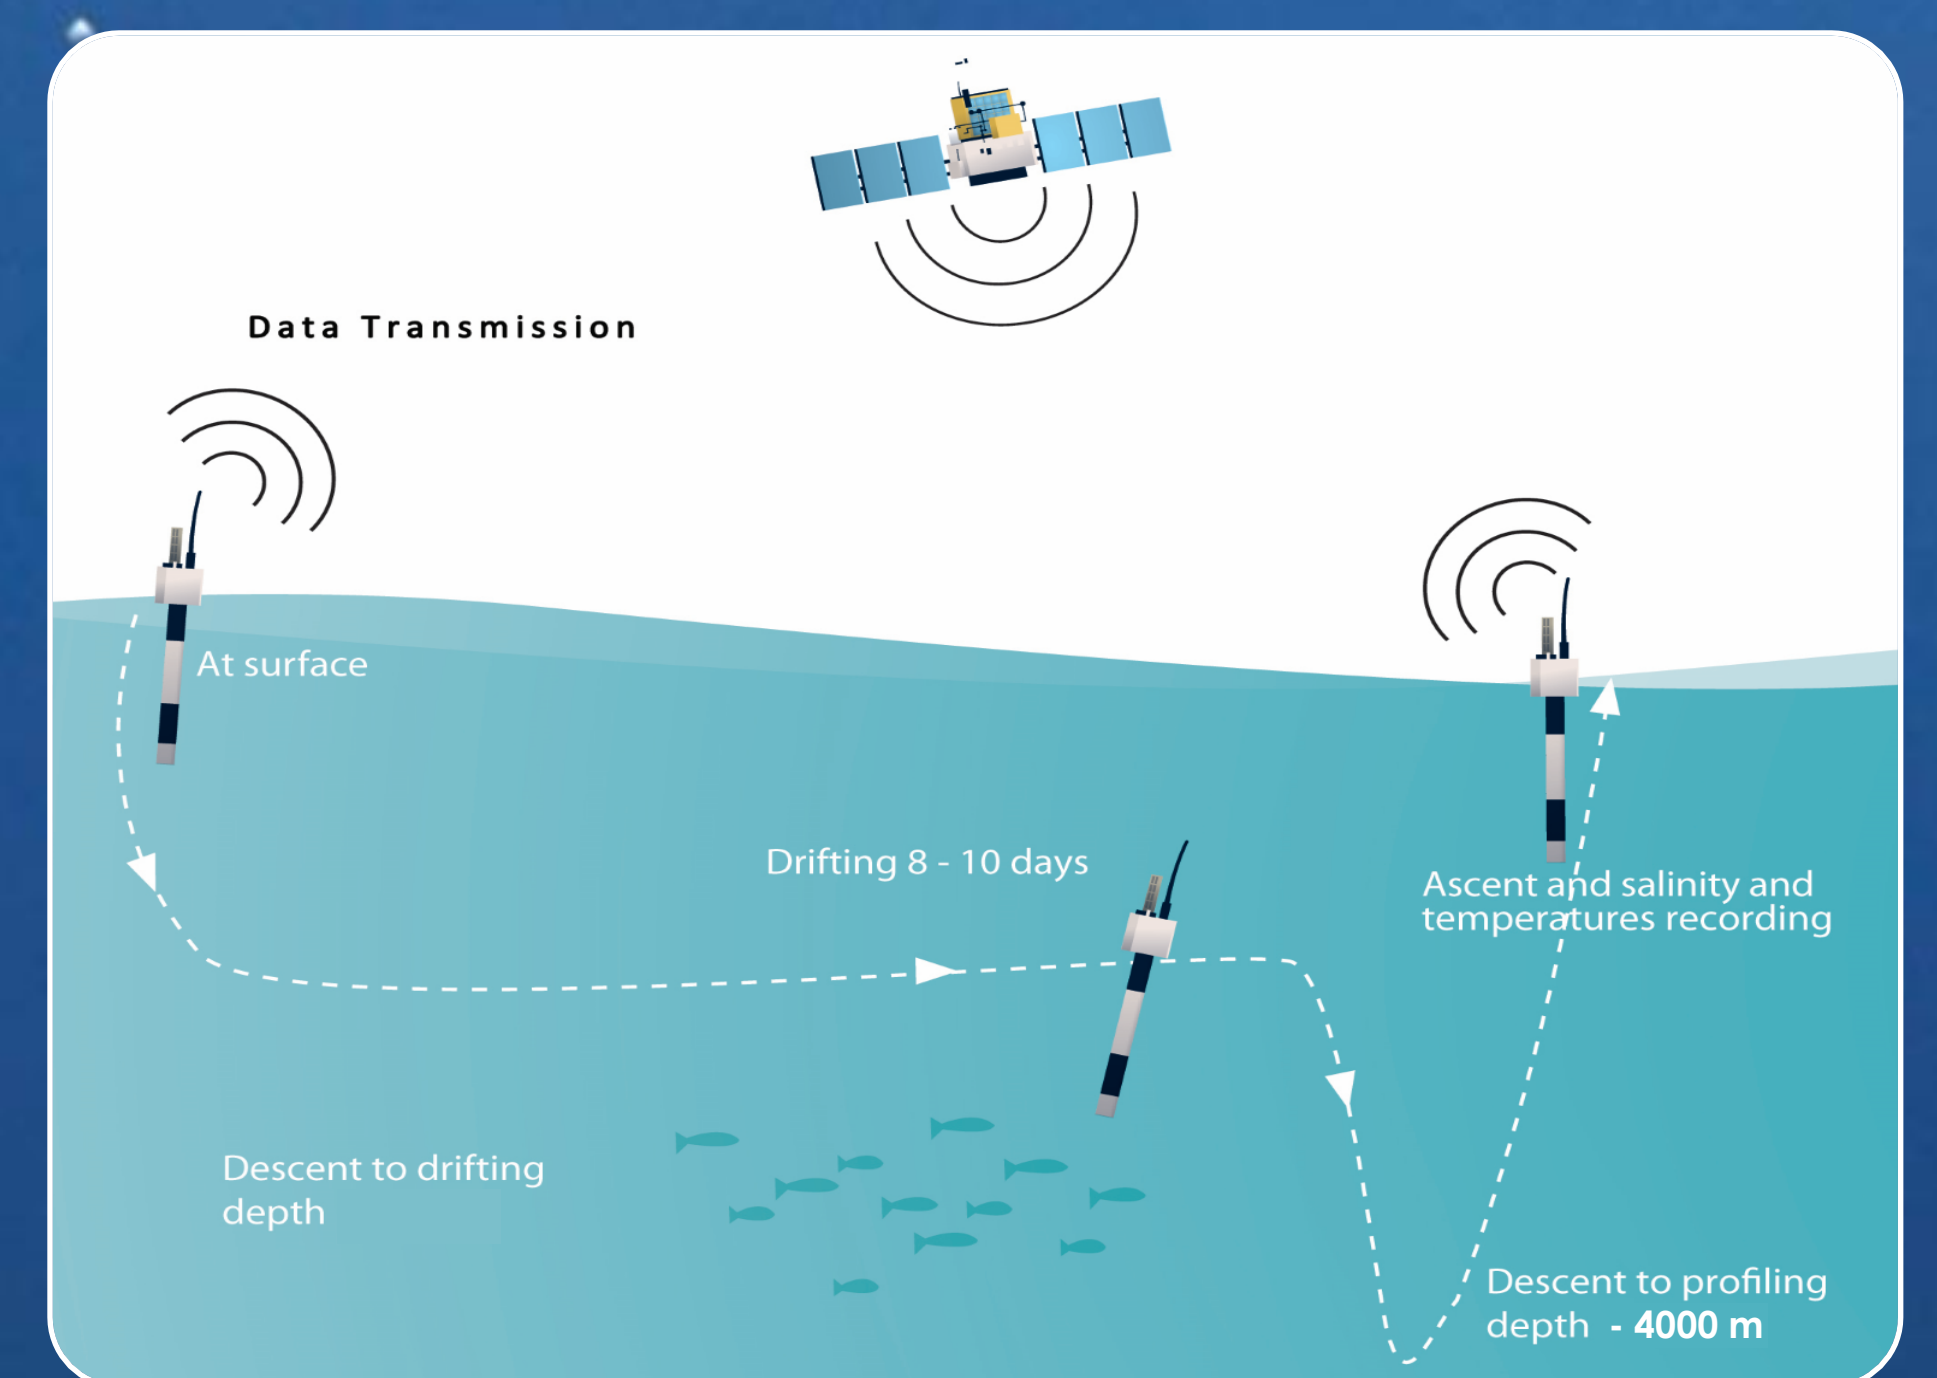 Data Transmission
At surface
Drifting 8 - 10 days
Ascent and salinity and
temperatures recording
Descent to drifting
depth
Descent to profiling
depth - 4000 m